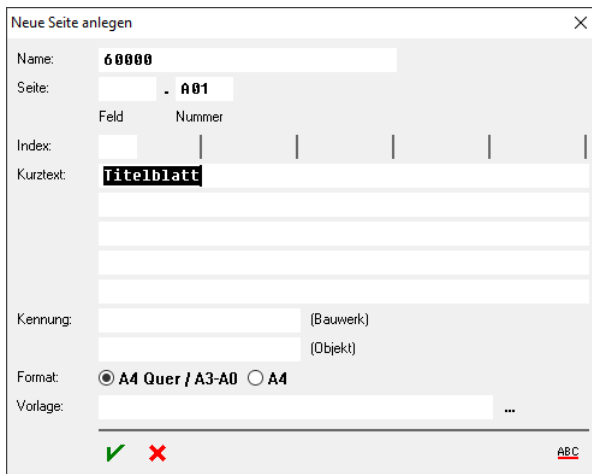 Neue Seite anlegen
Name: 60000
Seite: . A01
Feld Nummer
Index:
Kurztext: Titelblatt
Kennung: (Bauwerk)
(Objekt)
Format: A4 Quer / A3-A0 A4
Vorlage: ...
ABC